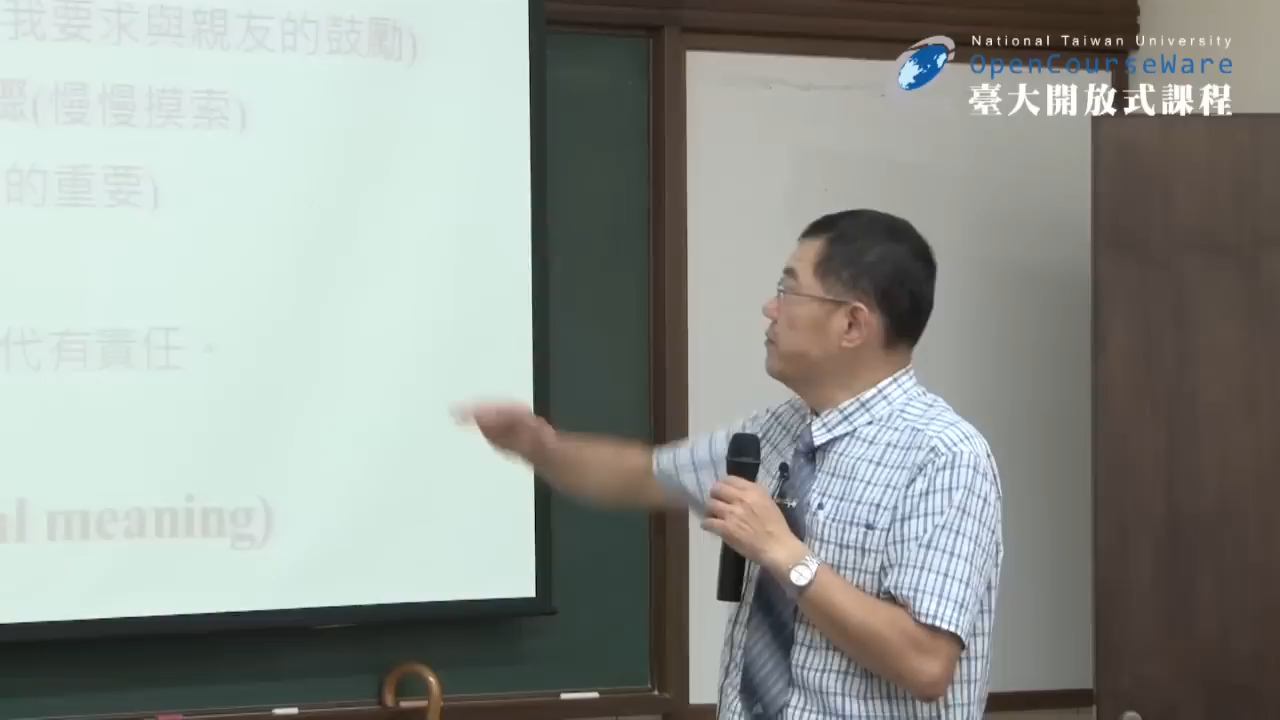 我要求與親友的鼓勵)
(慢慢摸索)
的重要)
代有責任。
al meaning)
National Taiwan University
OpenCourseWare
臺大開放式課程